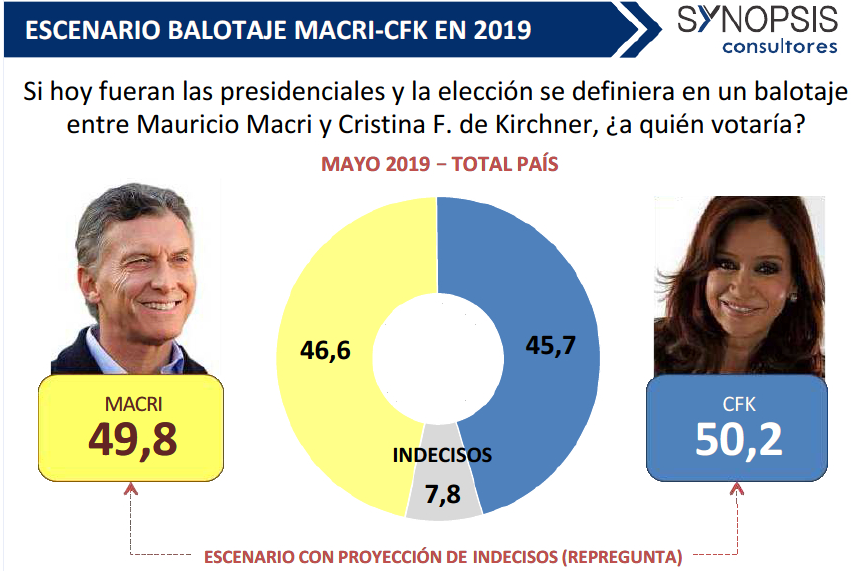 ESCENARIO BALOTAJE MACRI-CFK EN 2019
SYNOPSIS
consultores
Si hoy fueran las presidenciales y la elección se definiera en un balotaje
entre Mauricio Macri y Cristina F. de Kirchner, ¿a quién votaría?
MAYO 2019 – TOTAL PAÍS
46,6
45,7
INDECISOS
7,8
MACRI
49,8
CFK
50,2
ESCENARIO CON PROYECCIÓN DE INDECISOS (REPREGUNTA)